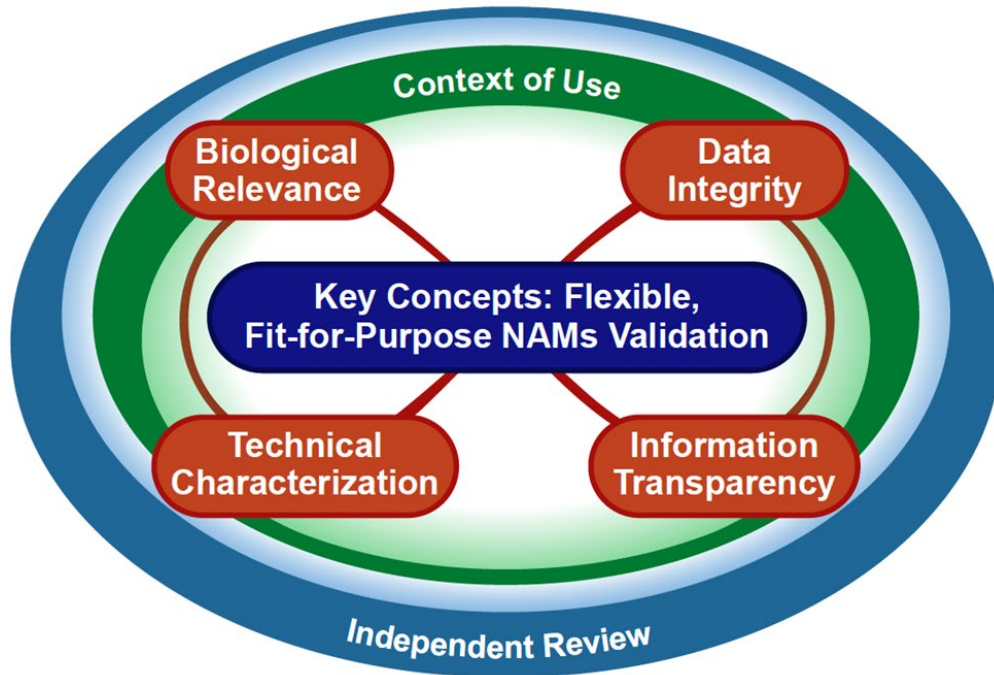 Context of Use
Biological
Relevance
Data
Integrity
Key Concepts: Flexible,
Fit-for-Purpose NAMs Validation
Technical
Characterization
Information
Transparency
Independent Review